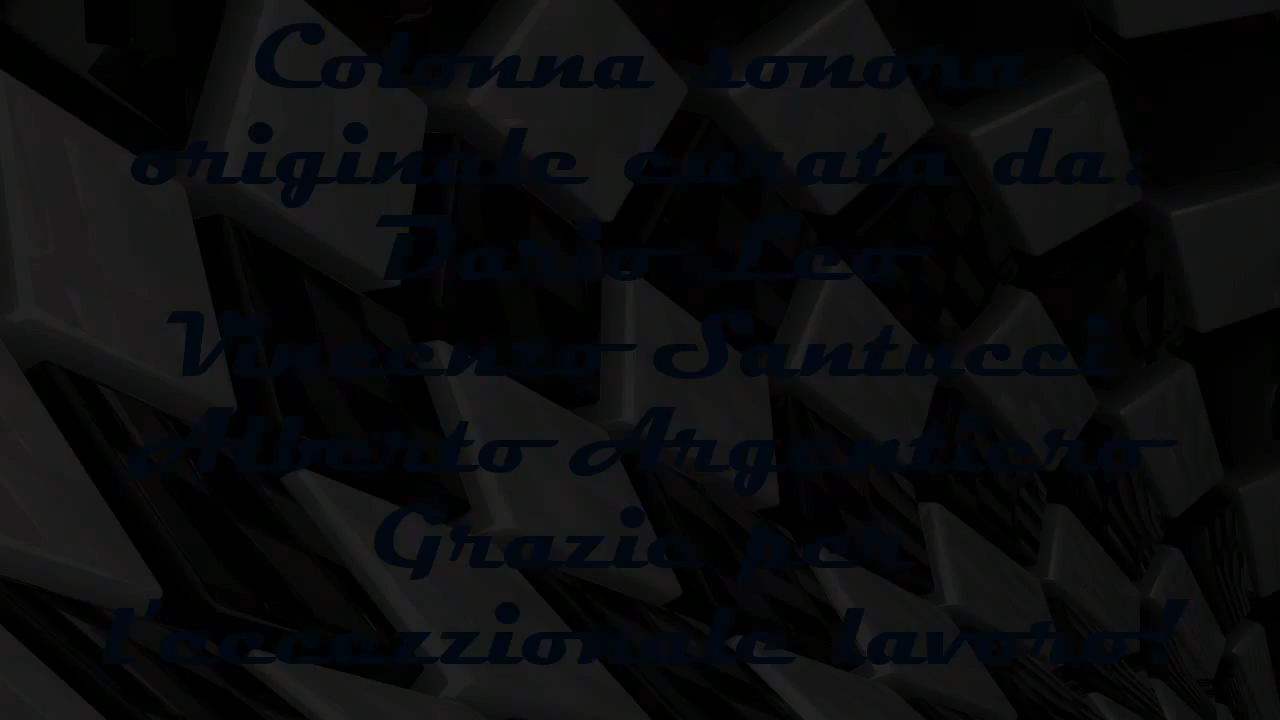 Colonna sonora
originale curata da:
Dario Leo
Vincenzo Santucci
Alberto Argentiero
Grazie per
l'eccezzionale lavoro!